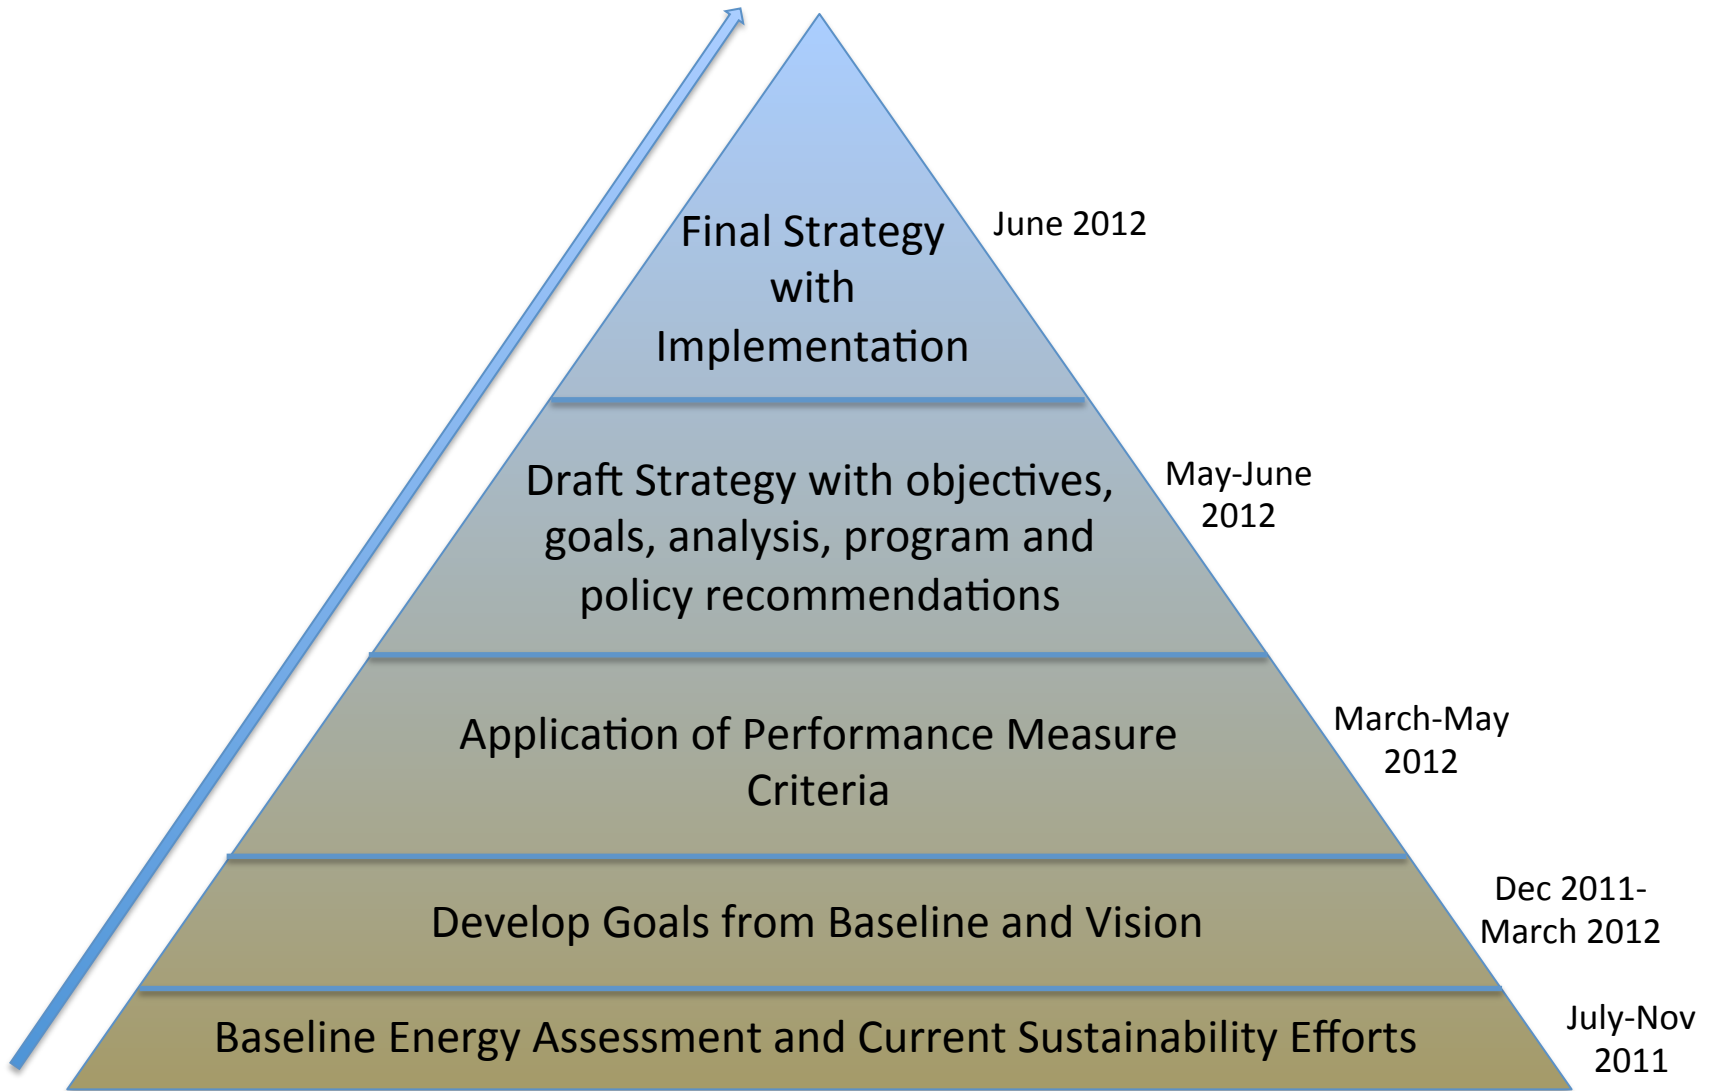 Final Strategy
with
Implementation
June 2012
Draft Strategy with objectives,
goals, analysis, program and
policy recommendations
May-June
2012
Application of Performance Measure
Criteria
March-May
2012
Develop Goals from Baseline and Vision
Dec 2011-
March 2012
Baseline Energy Assessment and Current Sustainability Efforts
July-Nov
2011